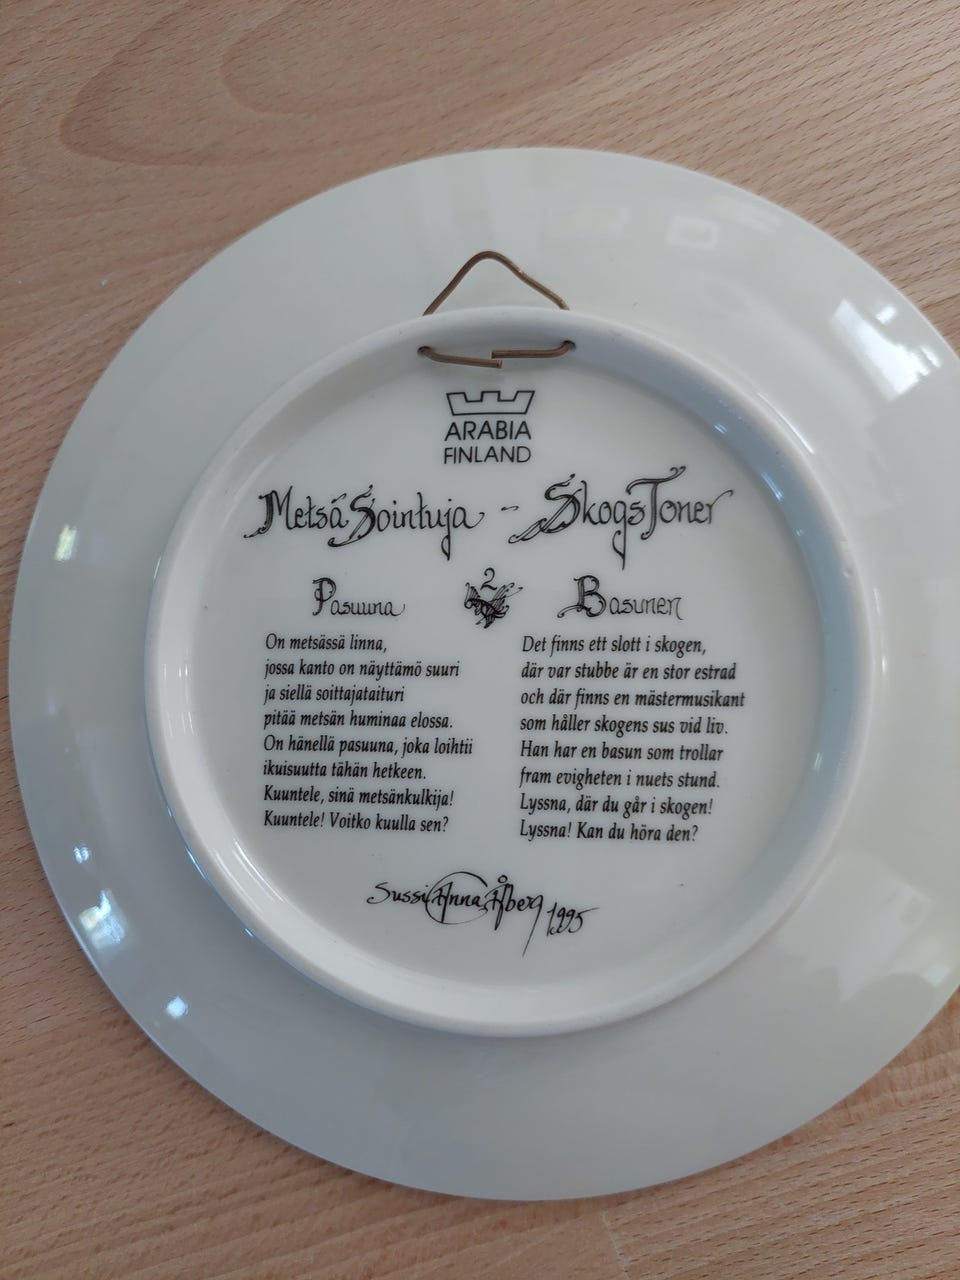 ARABIA
FINLAND
MetsäSointuja - SkogsToner
2
Pasuuna
On metsässä linna,
jossa kanto on näyttämö suuri
ja siellä soittajataituri
pitää metsän huminaa elossa.
On hänellä pasuuna, joka loihtii
ikuisuutta tähän hetkeen.
Kuuntele, sinä metsänkulkija!
Kuuntele! Voitko kuulla sen?
Basunen
Det finns ett slott i skogen,
där var stubbe är en stor estrad
och där finns en mästermusikant
som håller skogens sus vid liv.
Han har en basun som trollar
fram evigheten i nuets stund.
Lyssna, där du går i skogen!
Lyssna! Kan du höra den?
Sussi Anna Åberg 1995